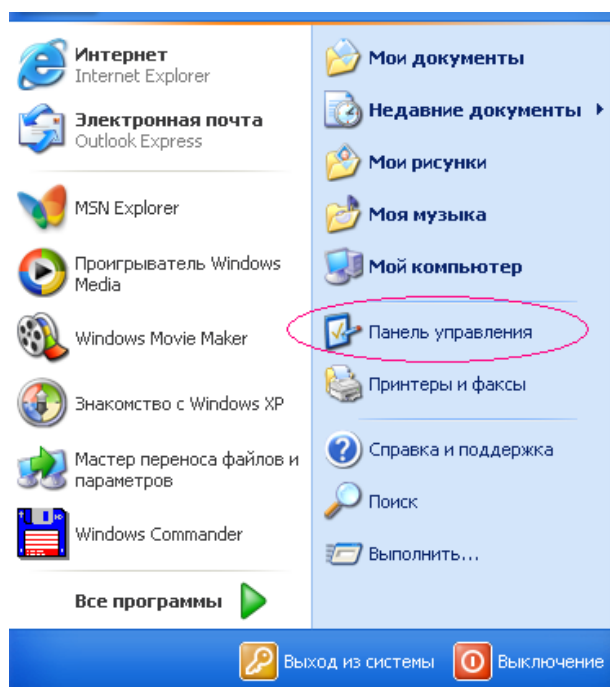 Интернет
Internet Explorer
Электронная почта
Outlook Express
MSN Explorer
Проигрыватель Windows
Media
Windows Movie Maker
Знакомство с Windows XP
Мастер переноса файлов и
параметров
Windows Commander
Все программы
Мои документы
Недавние документы
Мои рисунки
Моя музыка
Мой компьютер
Панель управления
Принтеры и факсы
Справка и поддержка
Поиск
Выполнить...
Выход из системы
Выключение